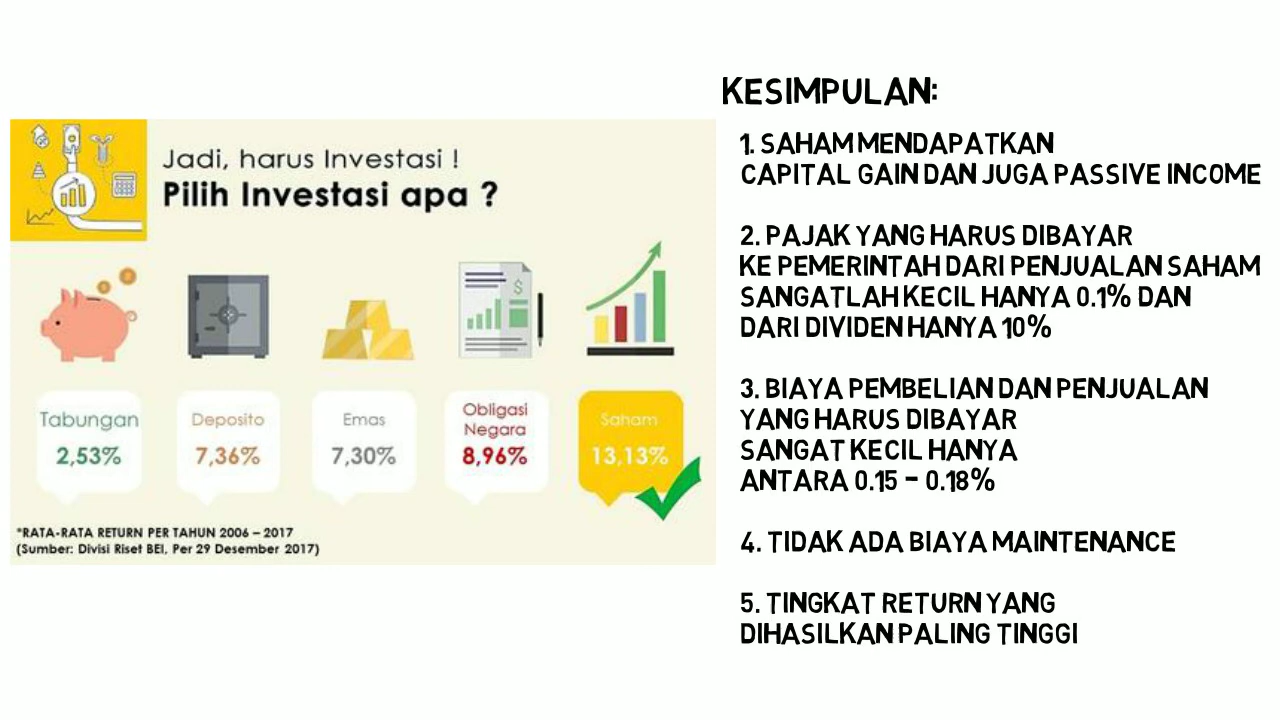 Jadi, harus Investasi !
Pilih Investasi apa ?
$
Tabungan
2,53%
Deposito
7,36%
Emas
7,30%
Obligasi
Negara
8,96%
Saham
13,13%
*RATA-RATA RETURN PER TAHUN 2006 – 2017
(Sumber: Divisi Riset BEI, Per 29 Desember 2017)
KESIMPULAN:
1. SAHAM MENDAPATKAN
CAPITAL GAIN DAN JUGA PASSIVE INCOME
2. PAJAK YANG HARUS DIBAYAR
KE PEMERINTAH DARI PENJUALAN SAHAM
SANGATLAH KECIL HANYA 0.1% DAN
DARI DIVIDEN HANYA 10%
3. BIAYA PEMBELIAN DAN PENJUALAN
YANG HARUS DIBAYAR
SANGAT KECIL HANYA
ANTARA 0.15 - 0.18%
4. TIDAK ADA BIAYA MAINTENANCE
5. TINGKAT RETURN YANG
DIHASILKAN PALING TINGGI